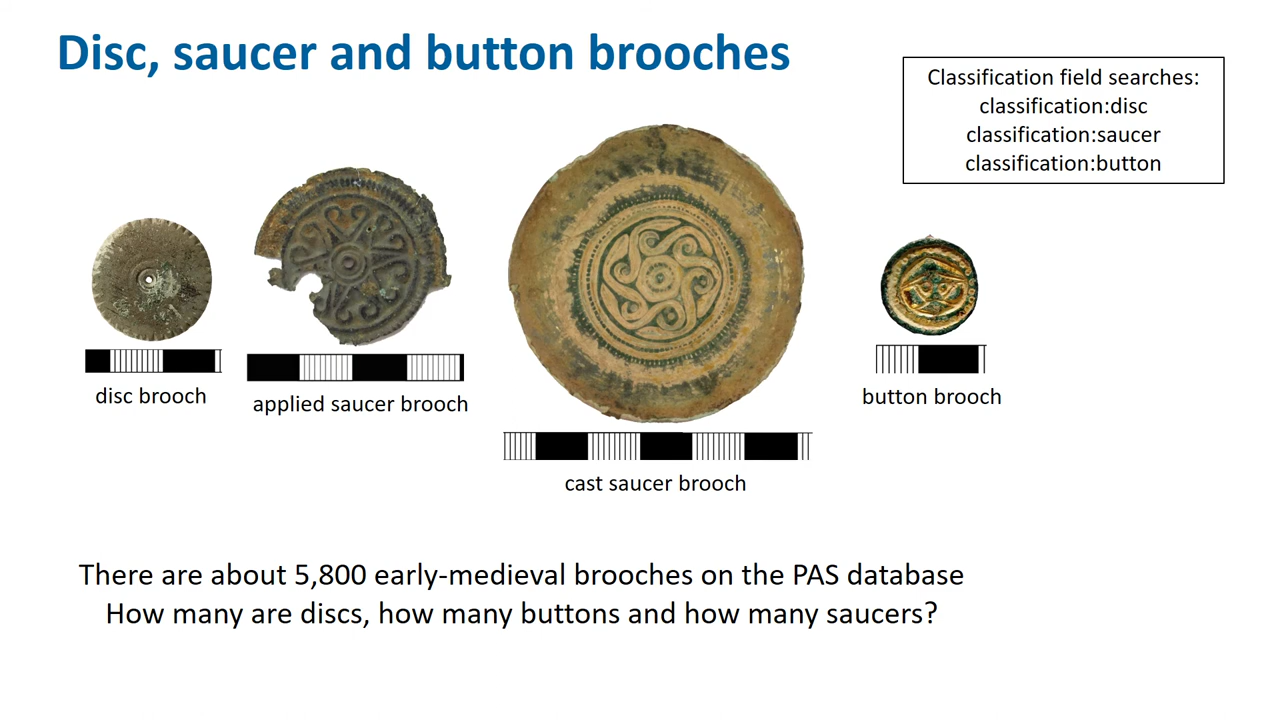 Disc, saucer and button brooches
Classification field searches:
classification:disc
classification:saucer
classification:button
disc brooch
applied saucer brooch
cast saucer brooch
button brooch
There are about 5,800 early-medieval brooches on the PAS database
How many are discs, how many buttons and how many saucers?